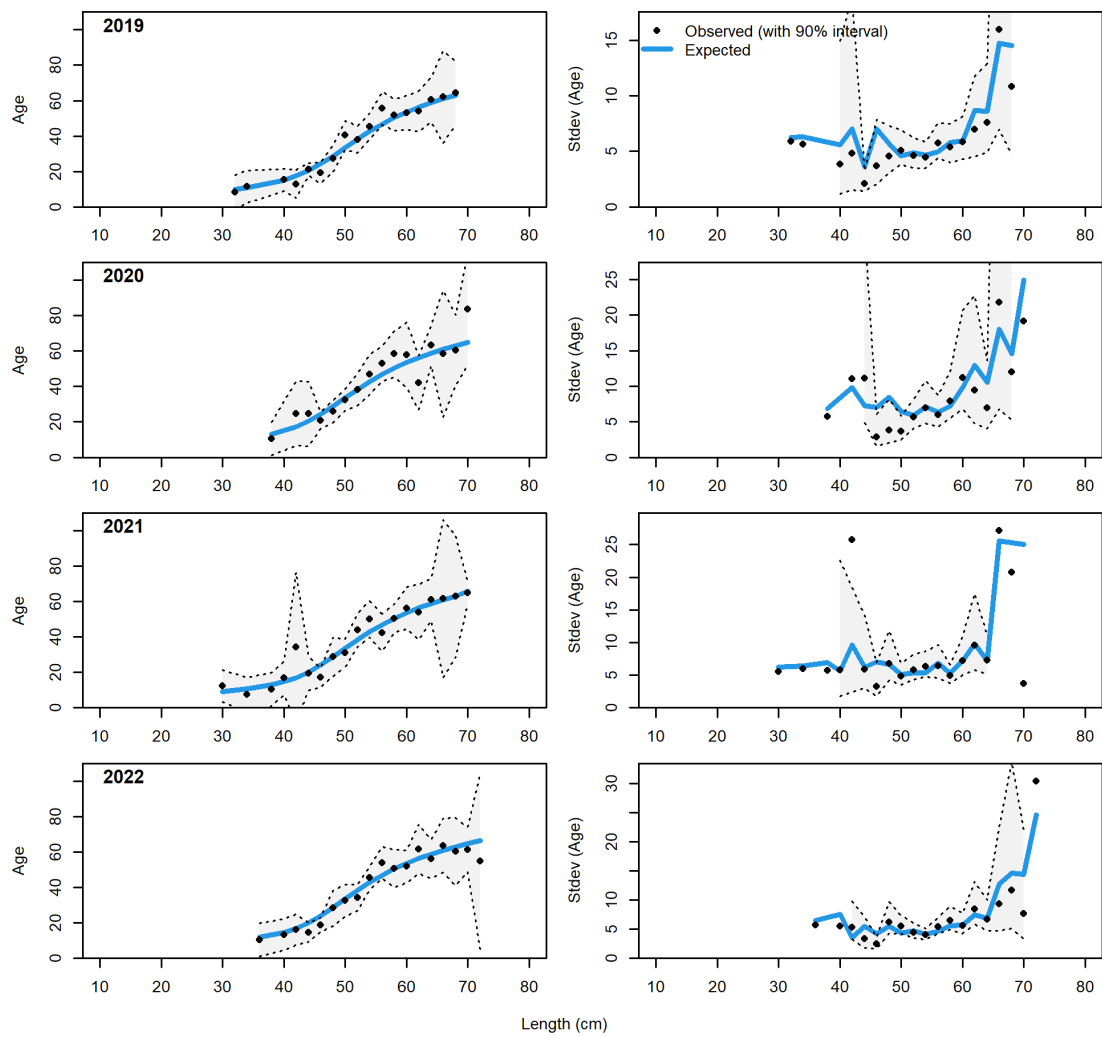 2019
Age
0 20 40 60 80
10 20 30 40 50 60 70 80
Observed (with 90% interval)
Expected
Stdev (Age)
0 5 10 15
10 20 30 40 50 60 70 80
2020
Age
0 20 40 60 80
10 20 30 40 50 60 70 80
Stdev (Age)
0 5 10 15 20 25
10 20 30 40 50 60 70 80
2021
Age
0 20 40 60 80
10 20 30 40 50 60 70 80
Stdev (Age)
0 5 10 15 20 25
10 20 30 40 50 60 70 80
2022
Age
0 20 40 60 80
10 20 30 40 50 60 70 80
Stdev (Age)
0 5 10 20 30
10 20 30 40 50 60 70 80
Length (cm)